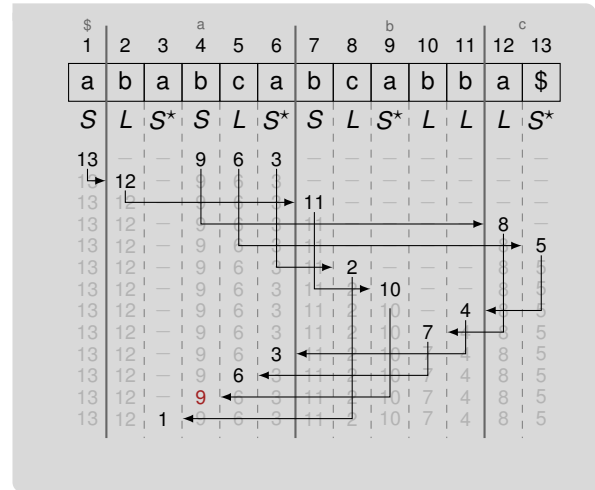 $ a b c
1 2 3 4 5 6 7 8 9 10 11 12 13
a b a b c a b c a b b a $
S L S⋆ S L S⋆ S L S⋆ L L L S⋆
13 — — 9 6 3 — — — — — — —
13 12 — 9 6 3 — — — — — — —
13 12 — 9 6 3 11 — — — — — —
13 12 — 9 6 3 11 — — — — 8 —
13 12 — 9 6 3 11 — — — — 8 5
13 12 — 9 6 3 11 2 — — — 8 5
13 12 — 9 6 3 11 2 10 — — 8 5
13 12 — 9 6 3 11 2 10 — 4 8 5
13 12 — 9 6 3 11 2 10 7 4 8 5
13 12 — 9 6 3 11 2 10 7 4 8 5
13 12 — 9 6 3 11 2 10 7 4 8 5
13 12 — 9 6 3 11 2 10 7 4 8 5
13 12 1 9 6 3 11 2 10 7 4 8 5